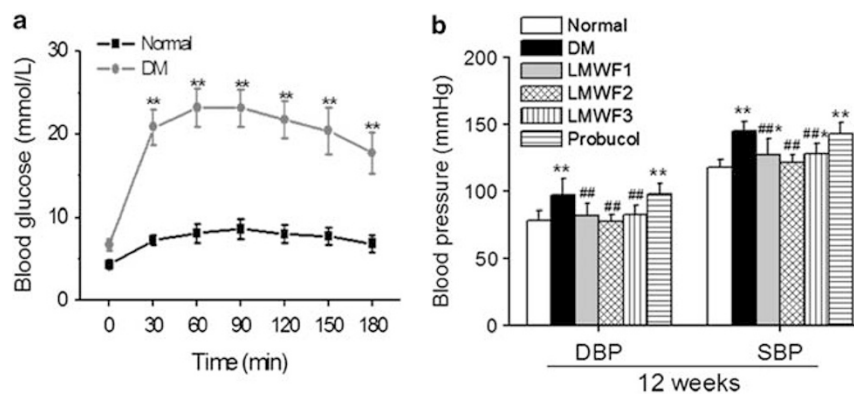 a
Normal
DM
Blood glucose (mmol/L)
30
20
10
0
** ** ** ** ** **
0 30 60 90 120 150 180
Time (min)
b
Normal
DM
LMWF1
LMWF2
LMWF3
Probucol
Blood pressure (mmHg)
200
150
100
50
0
** ## ## ## **
** ##* ## ##* **
DBP SBP
12 weeks